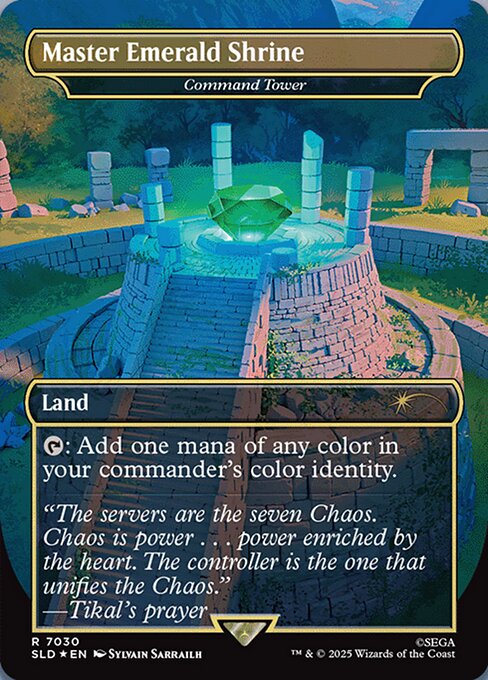 Master Emerald Shrine
Command Tower
Land
: Add one mana of any color in
your commander's color identity.
“The servers are the seven Chaos.
Chaos is power . . . power enriched by
the heart. The controller is the one that
unifies the Chaos.”
—Tikal's prayer
R 7030
SLD ★ EN SYLVAIN SARRAILH
©SEGA
™ & © 2025 Wizards of the Coast